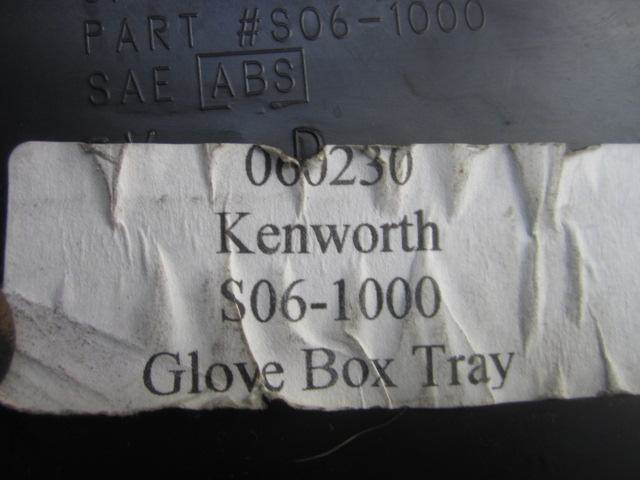 PART #S06-1000
SAE ABS
060230
Kenworth
S06-1000
Glove Box Tray